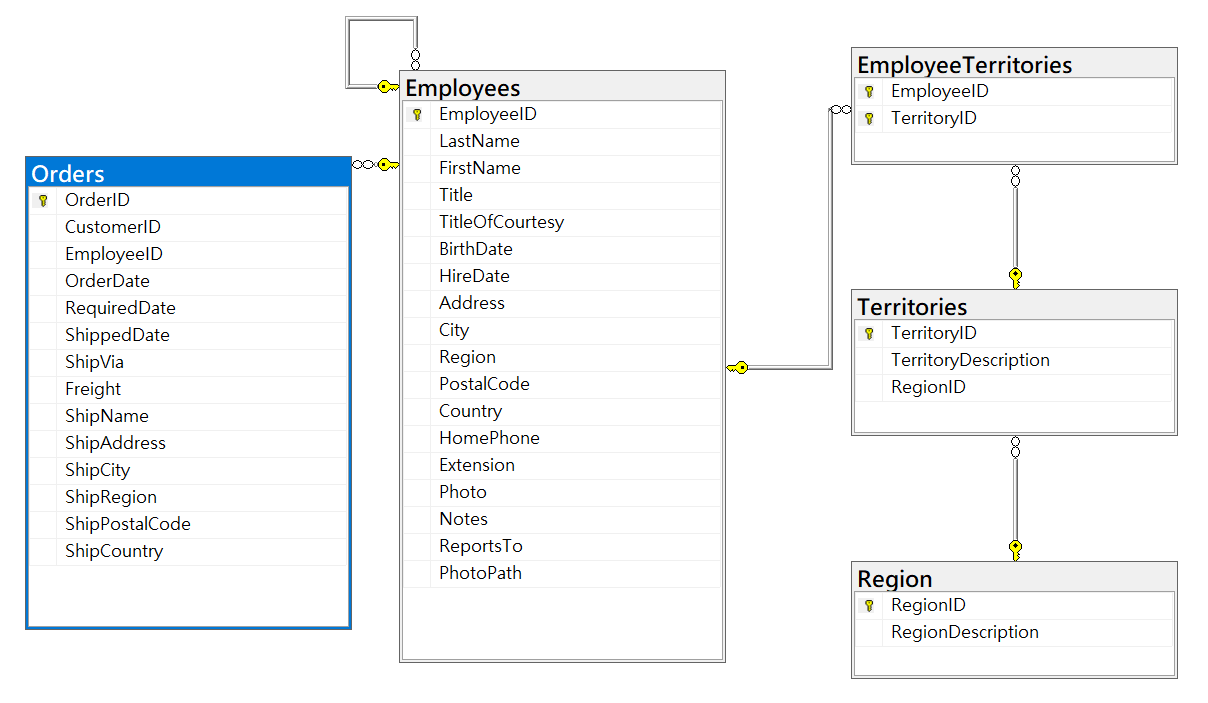 Orders
OrderID
CustomerID
EmployeeID
OrderDate
RequiredDate
ShippedDate
ShipVia
Freight
ShipName
ShipAddress
ShipCity
ShipRegion
ShipPostalCode
ShipCountry
Employees
EmployeeID
LastName
FirstName
Title
TitleOfCourtesy
BirthDate
HireDate
Address
City
Region
PostalCode
Country
HomePhone
Extension
Photo
Notes
ReportsTo
PhotoPath
EmployeeTerritories
EmployeeID
TerritoryID
Territories
TerritoryID
TerritoryDescription
RegionID
Region
RegionID
RegionDescription